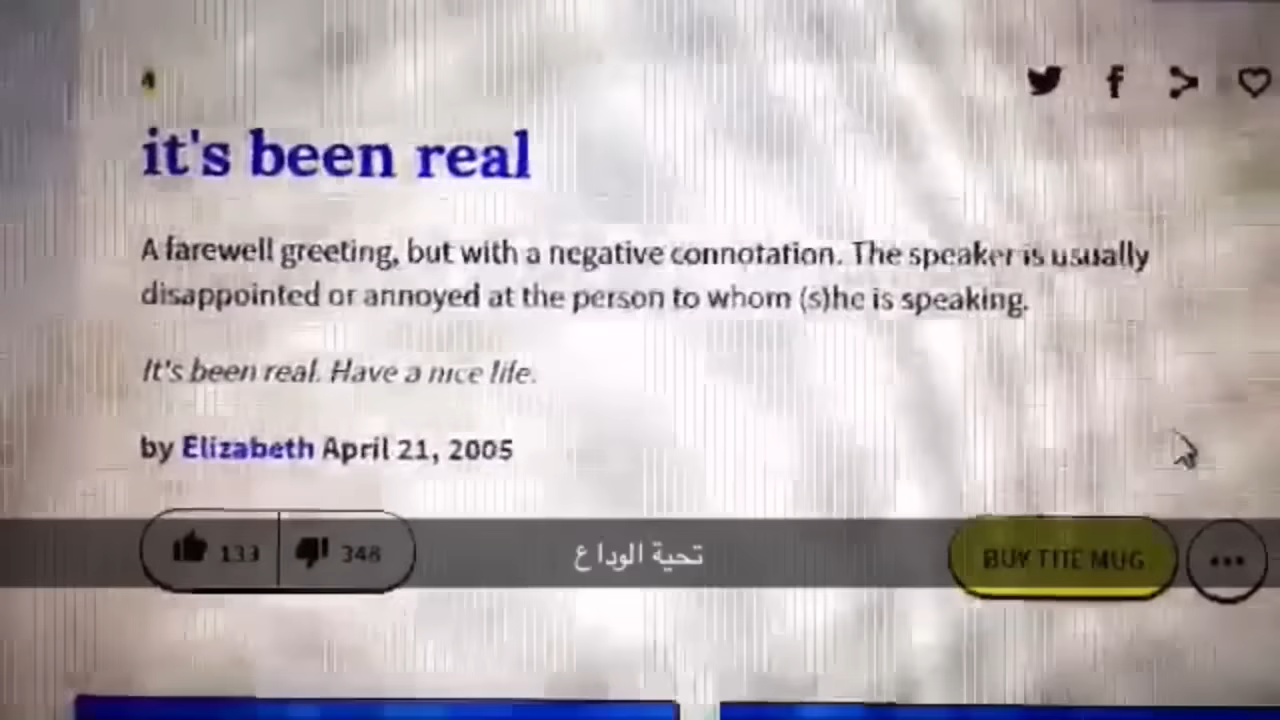 4
it's been real
A farewell greeting, but with a negative connotation. The speaker is usually
disappointed or annoyed at the person to whom (s)he is speaking.
It's been real. Have a nice life.
by Elizabeth April 21, 2005
133 348 BUY THE MUG
تحية الوداع